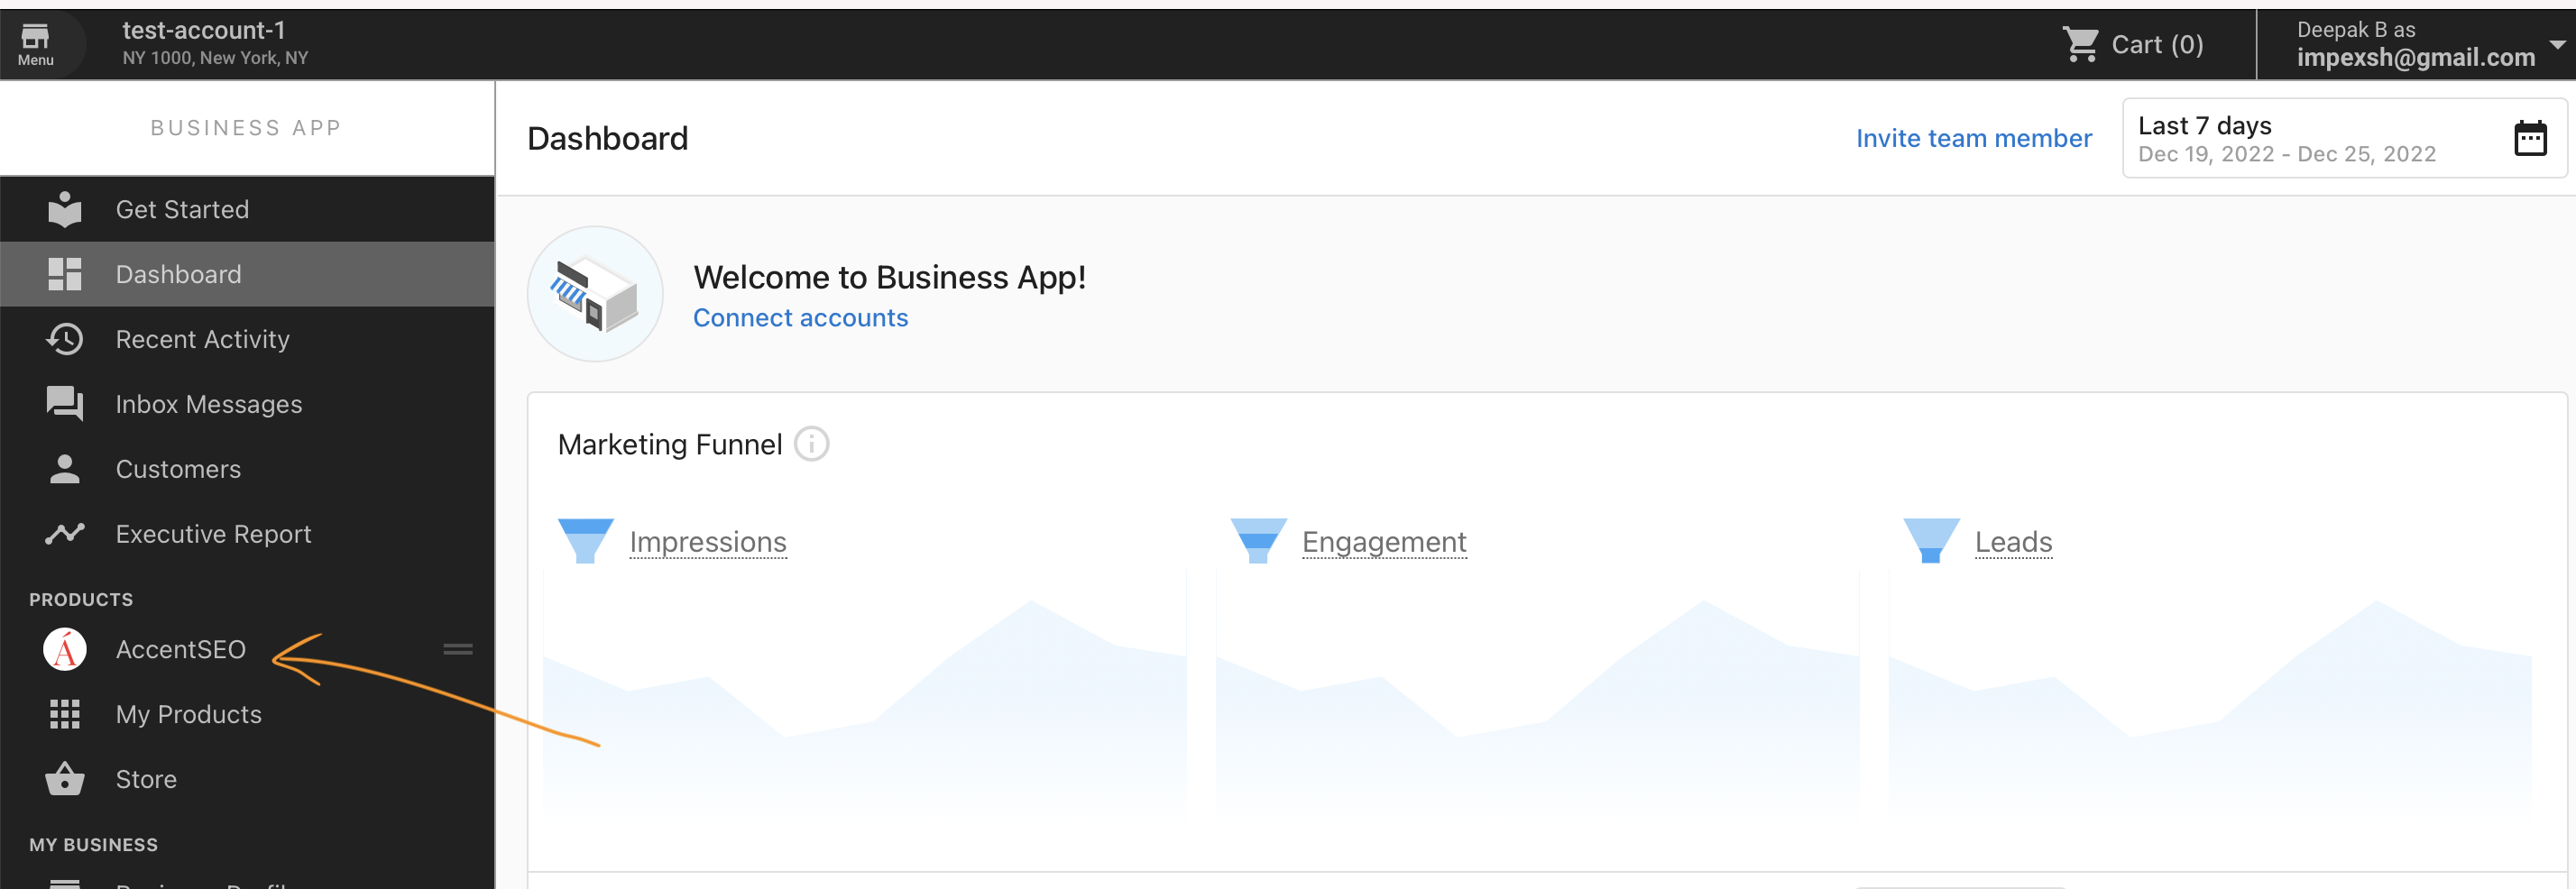 Menu
test-account-1
NY 1000, New York, NY
Cart (0)
Deepak B as
impexsh@gmail.com
BUSINESS APP
Get Started
Dashboard
Recent Activity
Inbox Messages
Customers
Executive Report
PRODUCTS
Á
AccentSEO
My Products
Store
MY BUSINESS
Dashboard
Invite team member
Last 7 days
Dec 19, 2022 - Dec 25, 2022
Welcome to Business App!
Connect accounts
Marketing Funnel
Impressions
Engagement
Leads